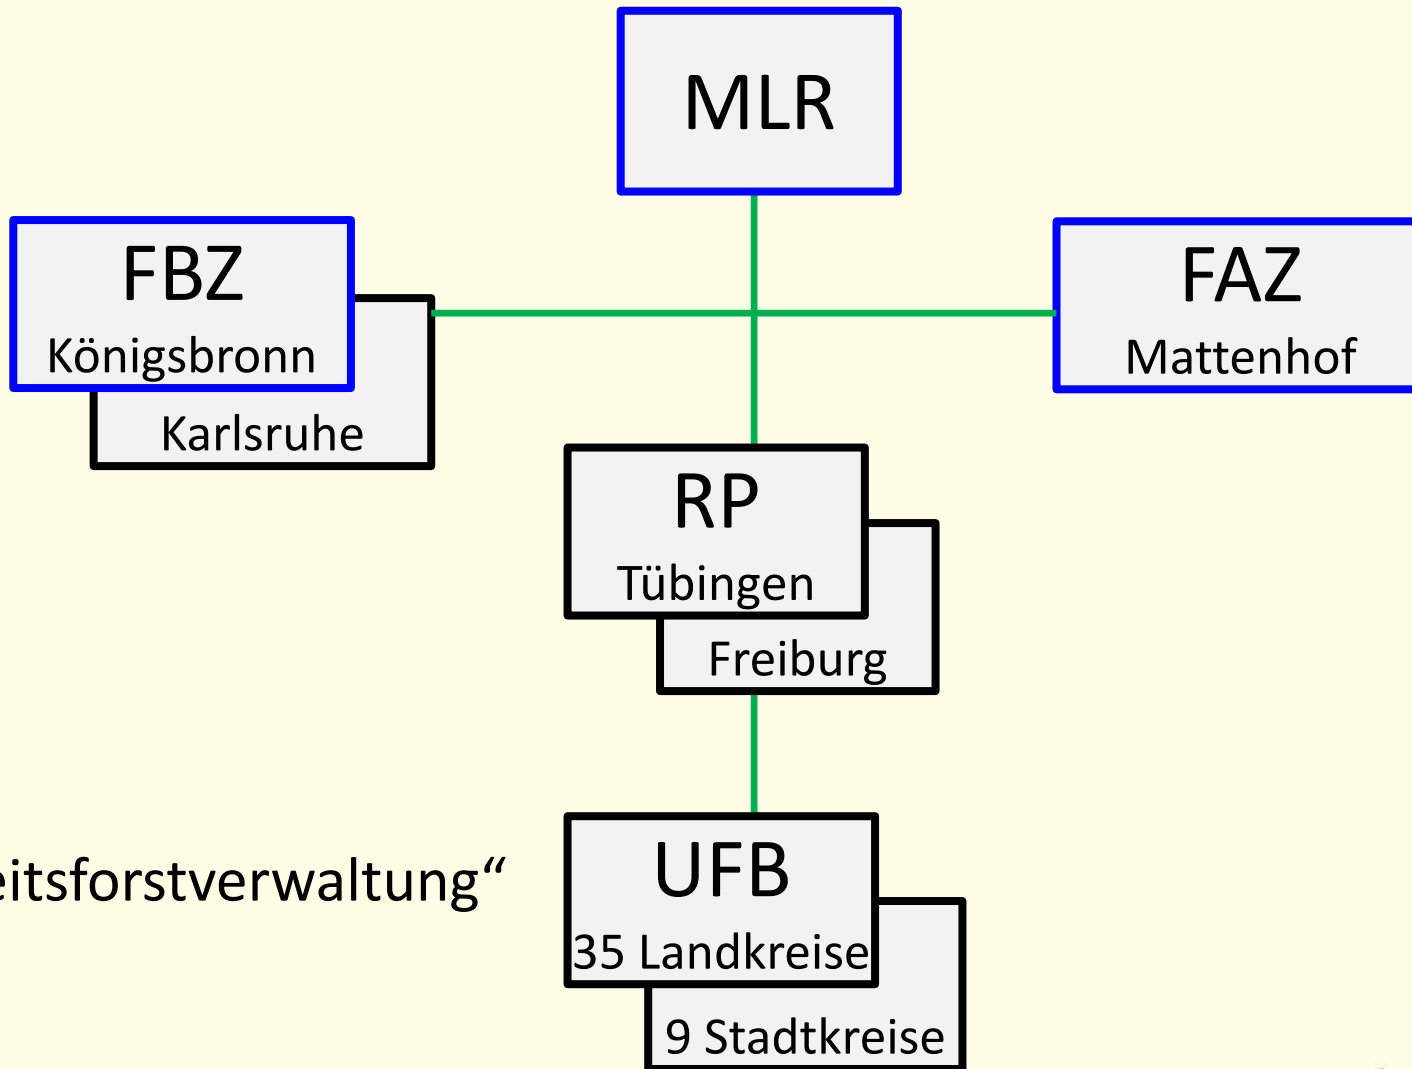 MLR
FBZ
Königsbronn
Karlsruhe
FAZ
Mattenhof
RP
Tübingen
Freiburg
eitsforstverwaltung“
UFB
35 Landkreise
9 Stadtkreise